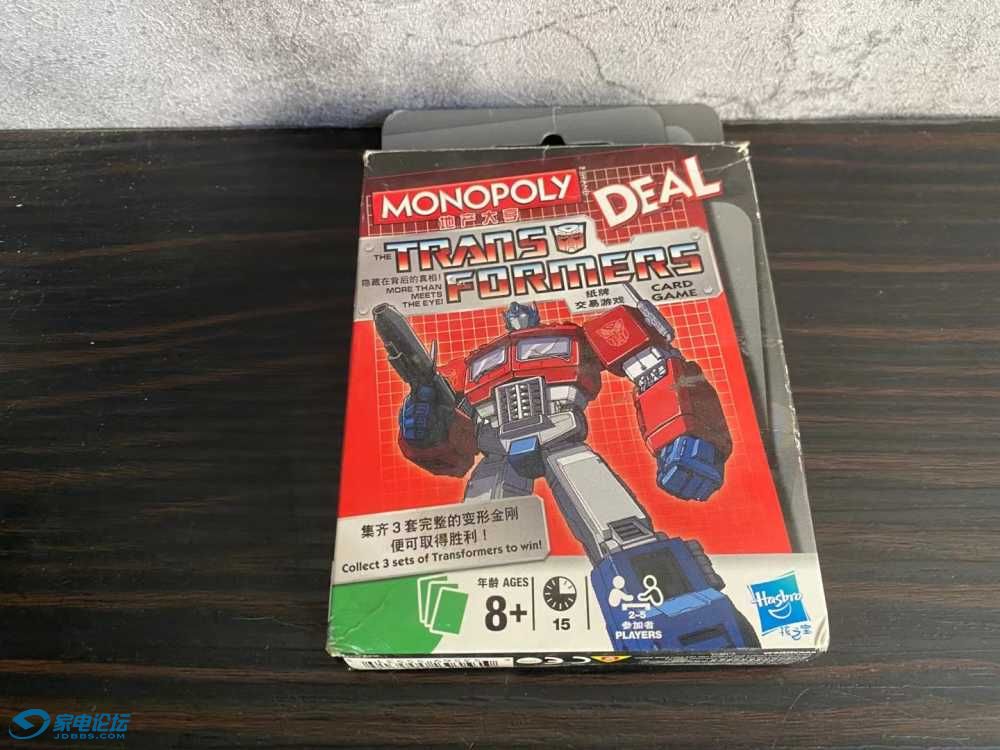 MONOPOLY
地产大亨
DEAL
THE TRANSFORMERS
隐藏在背后的真相!
MORE THAN
MEETS
THE EYE!
纸牌
交易游戏
CARD
GAME
集齐3套完整的变形金刚
便可取得胜利!
Collect 3 sets of Transformers to win!
年龄 AGES
8+
15
2-5
参加者
PLAYERS
Hasbro
孩之宝
CE
家电论坛
JDBBS.COM